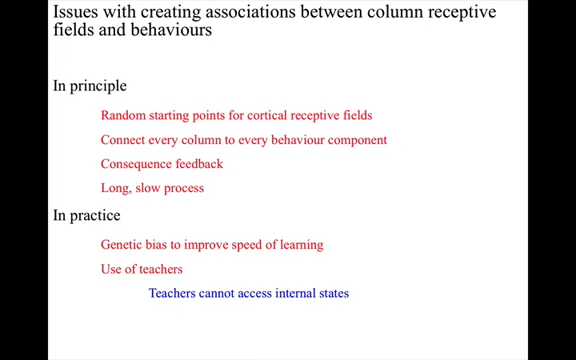 Issues with creating associations between column receptive
fields and behaviours
In principle
Random starting points for cortical receptive fields
Connect every column to every behaviour component
Consequence feedback
Long, slow process
In practice
Genetic bias to improve speed of learning
Use of teachers
Teachers cannot access internal states